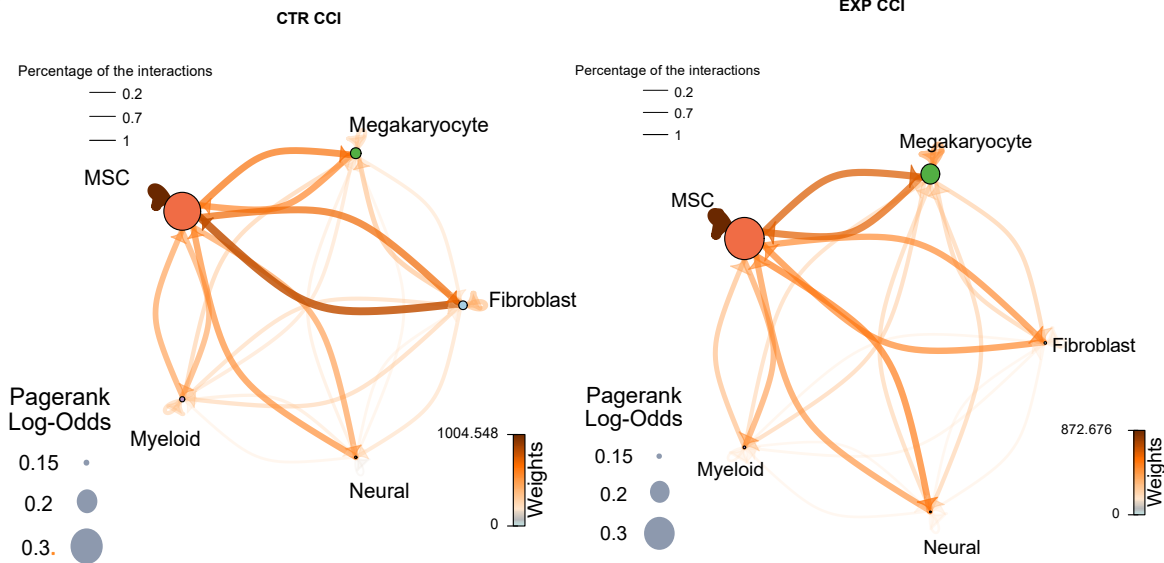 CTR CCI
Percentage of the interactions
0.2
0.7
1
Megakaryocyte
MSC
Fibroblast
Myeloid
Neural
Pagerank
Log-Odds
0.15
0.2
0.3.
1004.548
0
Weights
EXP CCI
Percentage of the interactions
0.2
0.7
1
Megakaryocyte
MSC
Fibroblast
Myeloid
Neural
Pagerank
Log-Odds
0.15
0.2
0.3
872.676
0
Weights